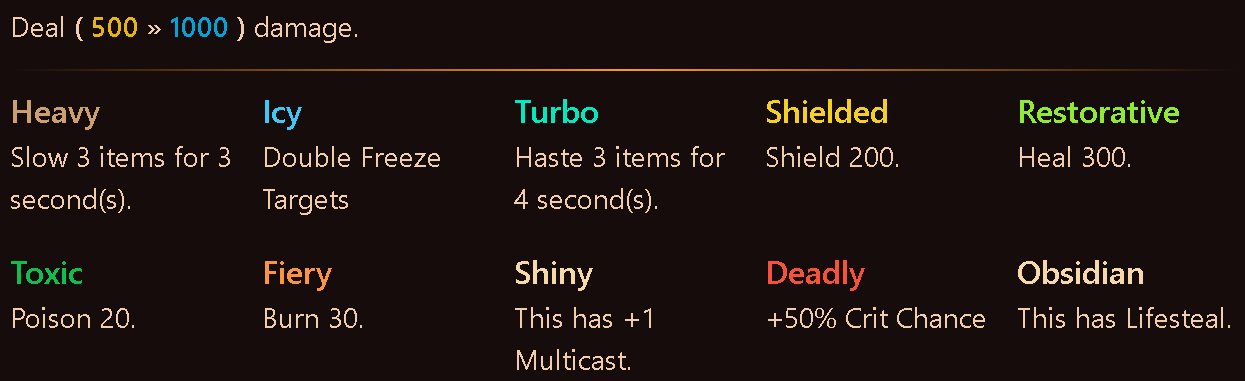 Deal ( 500 » 1000 ) damage.
Heavy
Slow 3 items for 3
second(s).
Icy
Double Freeze
Targets
Turbo
Haste 3 items for
4 second(s).
Shielded
Shield 200.
Restorative
Heal 300.
Toxic
Poison 20.
Fiery
Burn 30.
Shiny
This has +1
Multicast.
Deadly
+50% Crit Chance
Obsidian
This has Lifesteal.